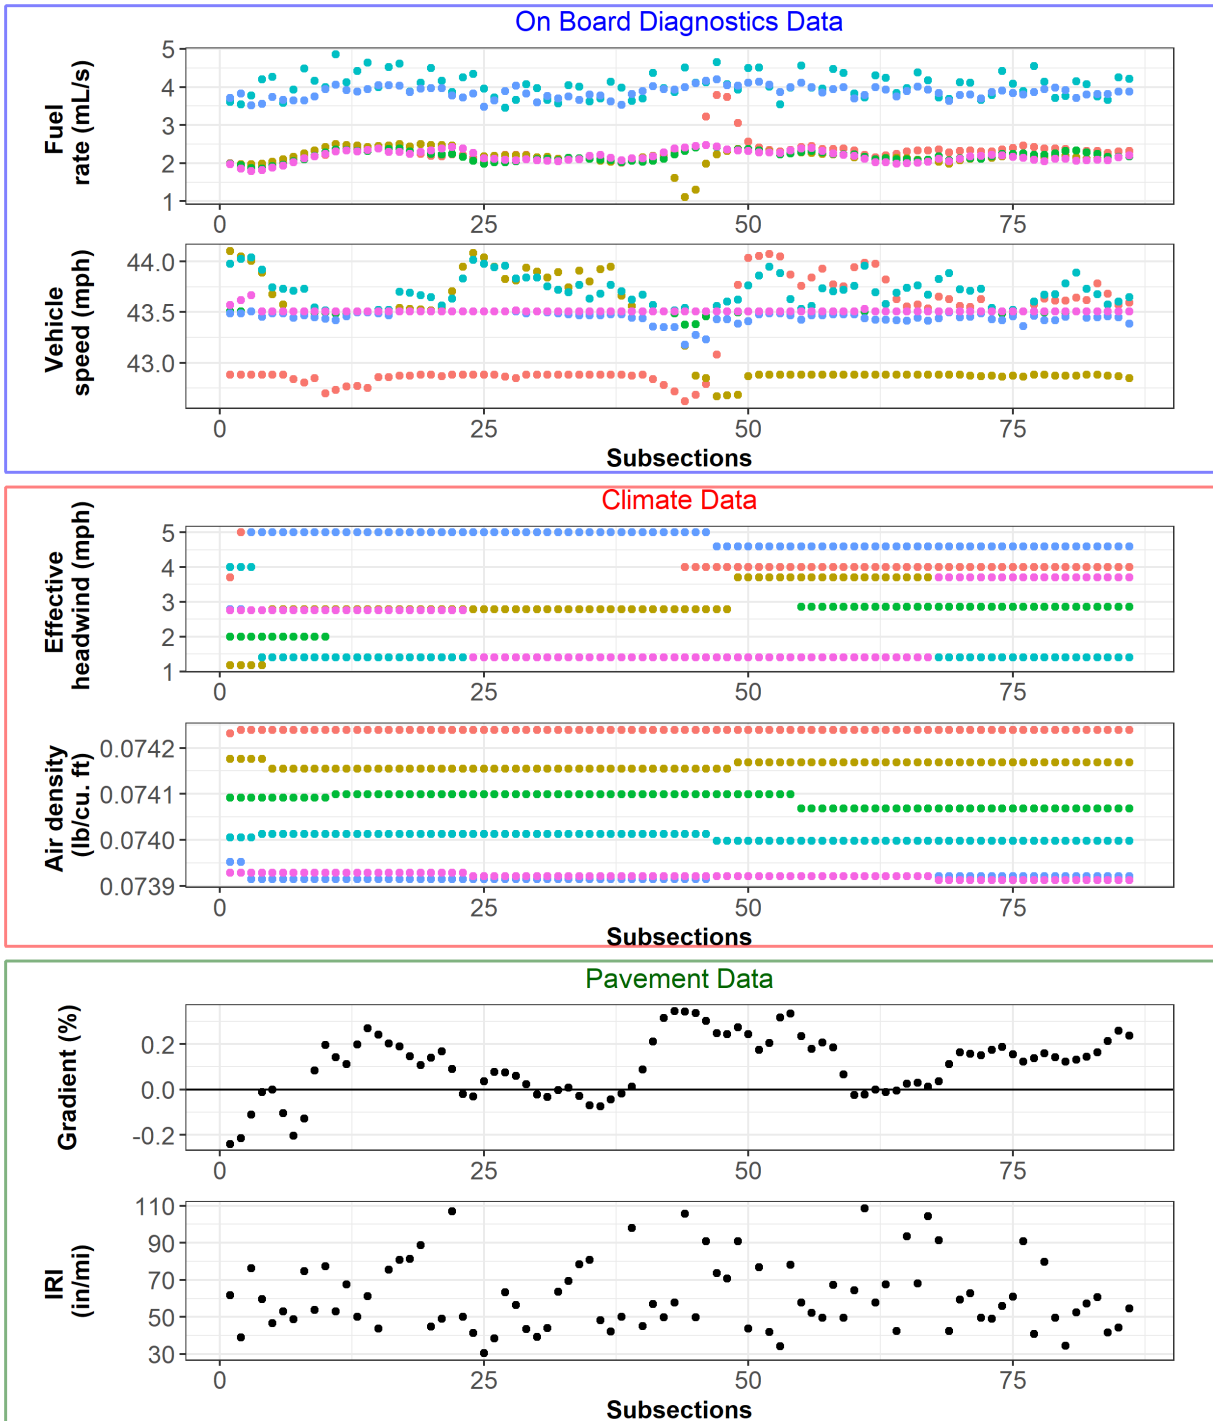 On Board Diagnostics Data
Fuel
rate (mL/s)
5
4
3
2
1
0 25 50 75
Vehicle
speed (mph)
44.0
43.5
43.0
0 25 50 75
Subsections
Climate Data
Effective
headwind (mph)
5
4
3
2
1
0 25 50 75
Air density
(lb/cu. ft)
0.0742
0.0741
0.0740
0.0739
0 25 50 75
Subsections
Pavement Data
Gradient (%)
0.2
0.0
-0.2
0 25 50 75
IRI
(in/mi)
110
90
70
50
30
0 25 50 75
Subsections